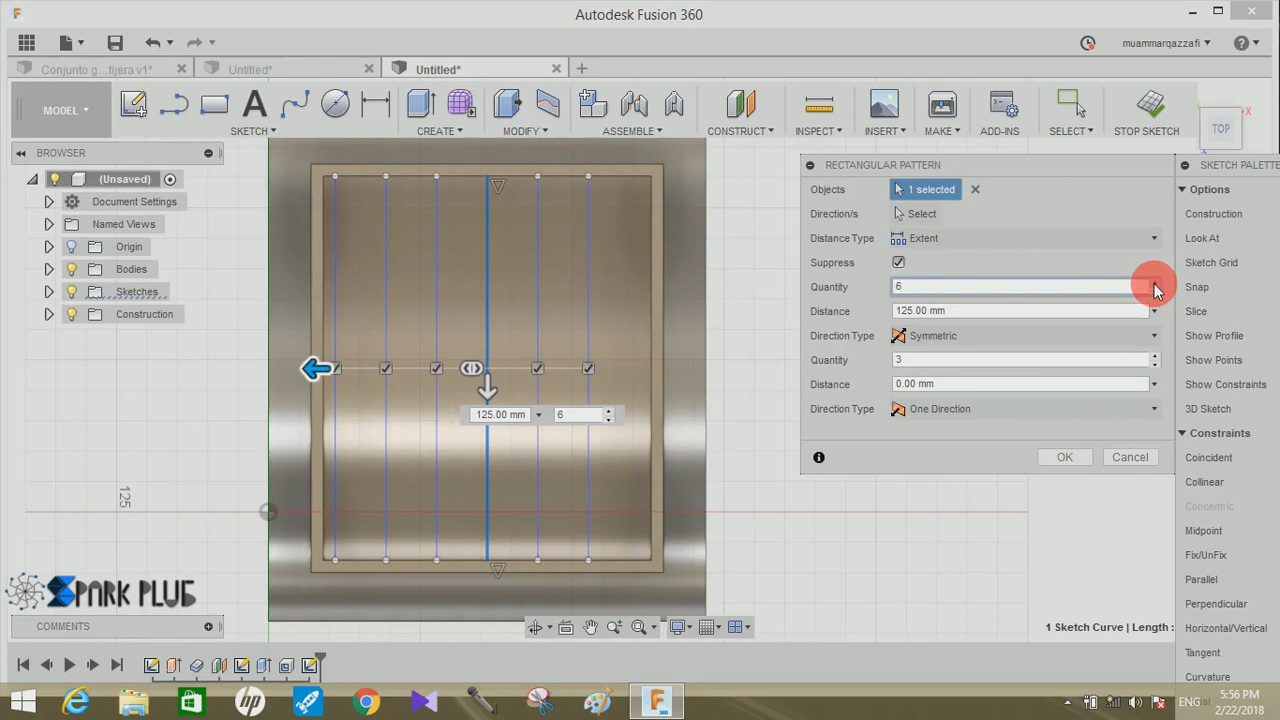 Autodesk Fusion 360
muammarqazzafi
Conjunto g...tijera v1*
Untitled*
Untitled*
MODEL
SKETCH
CREATE
MODIFY
ASSEMBLE
CONSTRUCT
INSPECT
INSERT
MAKE
ADD-INS
SELECT
STOP SKETCH
TOP
X
BROWSER
(Unsaved)
Document Settings
Named Views
Origin
Bodies
Sketches
Construction
RECTANGULAR PATTERN
Objects 1 selected
Direction/s Select
Distance Type Extent
Suppress
Quantity 6
Distance 125.00 mm
Direction Type Symmetric
Quantity 3
Distance 0.00 mm
Direction Type One Direction
OK Cancel
SKETCH PALETTE
Options
Construction
Look At
Sketch Grid
Snap
Slice
Show Profile
Show Points
Show Constraints
3D Sketch
Constraints
Coincident
Collinear
Concentric
Midpoint
Fix/UnFix
Parallel
Perpendicular
Horizontal/Vertical
Tangent
Curvature
125.00 mm 6
125
SPARK PLUG
COMMENTS
1 Sketch Curve | Length :
ENG
5:56 PM
2/22/2018